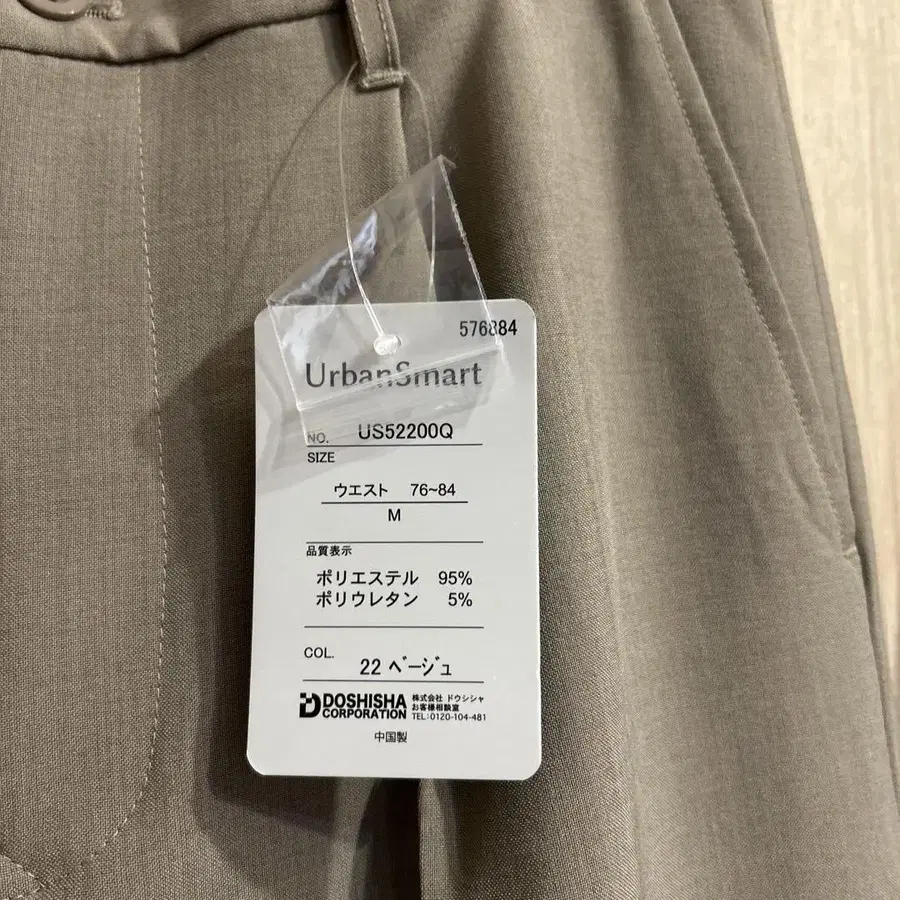 576884
UrbanSmart
NO. US52200Q
SIZE
ウエスト 76~84
M
品質表示
ポリエステル 95%
ポリウレタン 5%
COL. 22 ベージュ
DOSHISHA
CORPORATION
株式会社 ドウシシャ
お客様相談室
TEL:0120-104-481
中国製